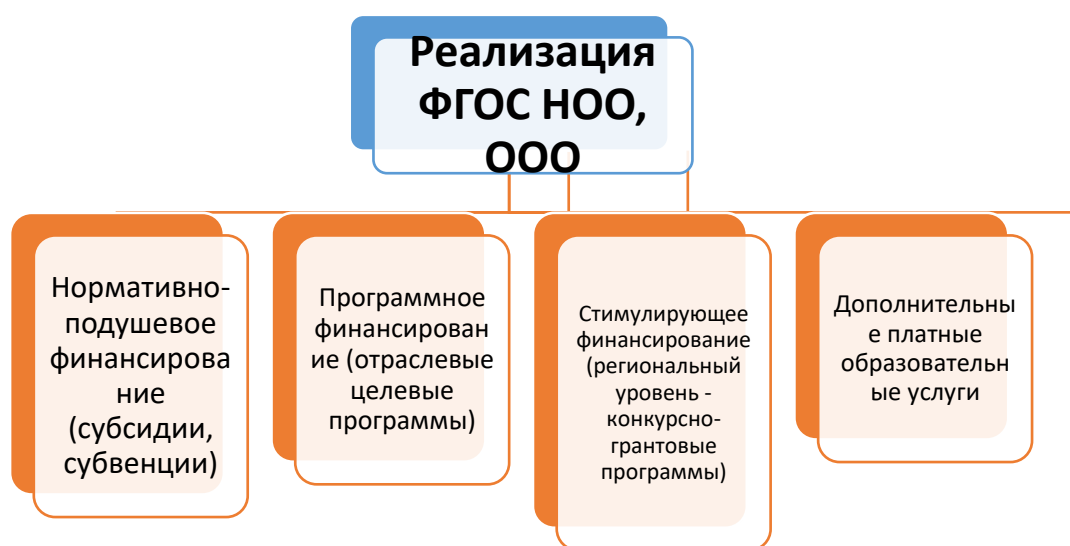 Реализация
ФГОС НОО,
ООО
Нормативно-
подушевое
финансирова
ние
(субсидии,
субвенции)
Программное
финансирован
ие (отраслевые
целевые
программы)
Стимулирующее
финансирование
(региональный
уровень -
конкурсно-
грантовые
программы)
Дополнительны
е платные
образовательн
ые услуги